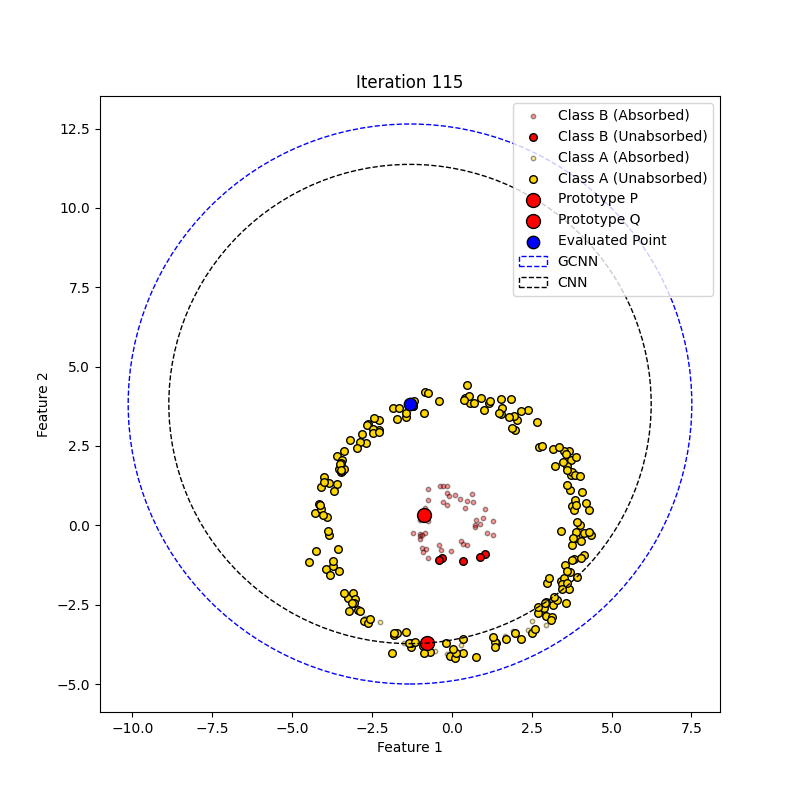 Iteration 115
Class B (Absorbed)
Class B (Unabsorbed)
Class A (Absorbed)
Class A (Unabsorbed)
Prototype P
Prototype Q
Evaluated Point
GCNN
CNN
12.5
10.0
7.5
5.0
2.5
0.0
−2.5
−5.0
Feature 2
−10.0 −7.5 −5.0 −2.5 0.0 2.5 5.0 7.5
Feature 1